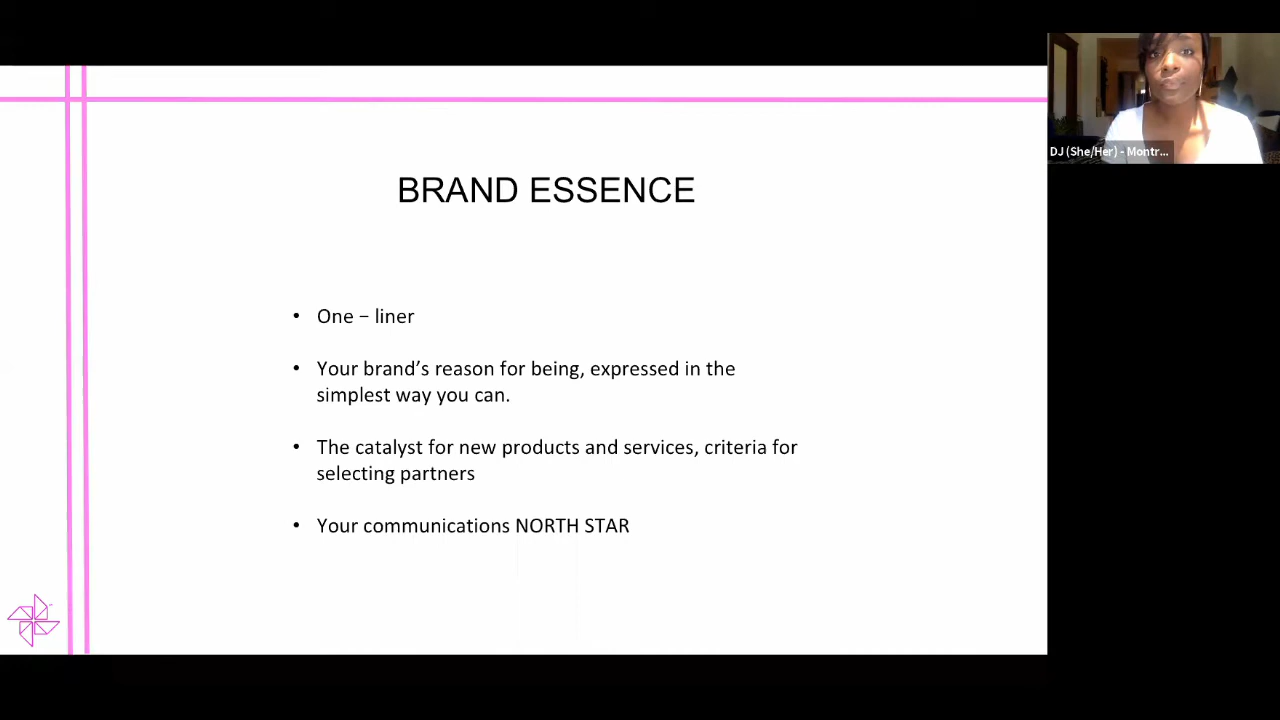 BRAND ESSENCE
• One – liner
• Your brand’s reason for being, expressed in the
simplest way you can.
• The catalyst for new products and services, criteria for
selecting partners
• Your communications NORTH STAR
DJ (She/Her) - Montr...